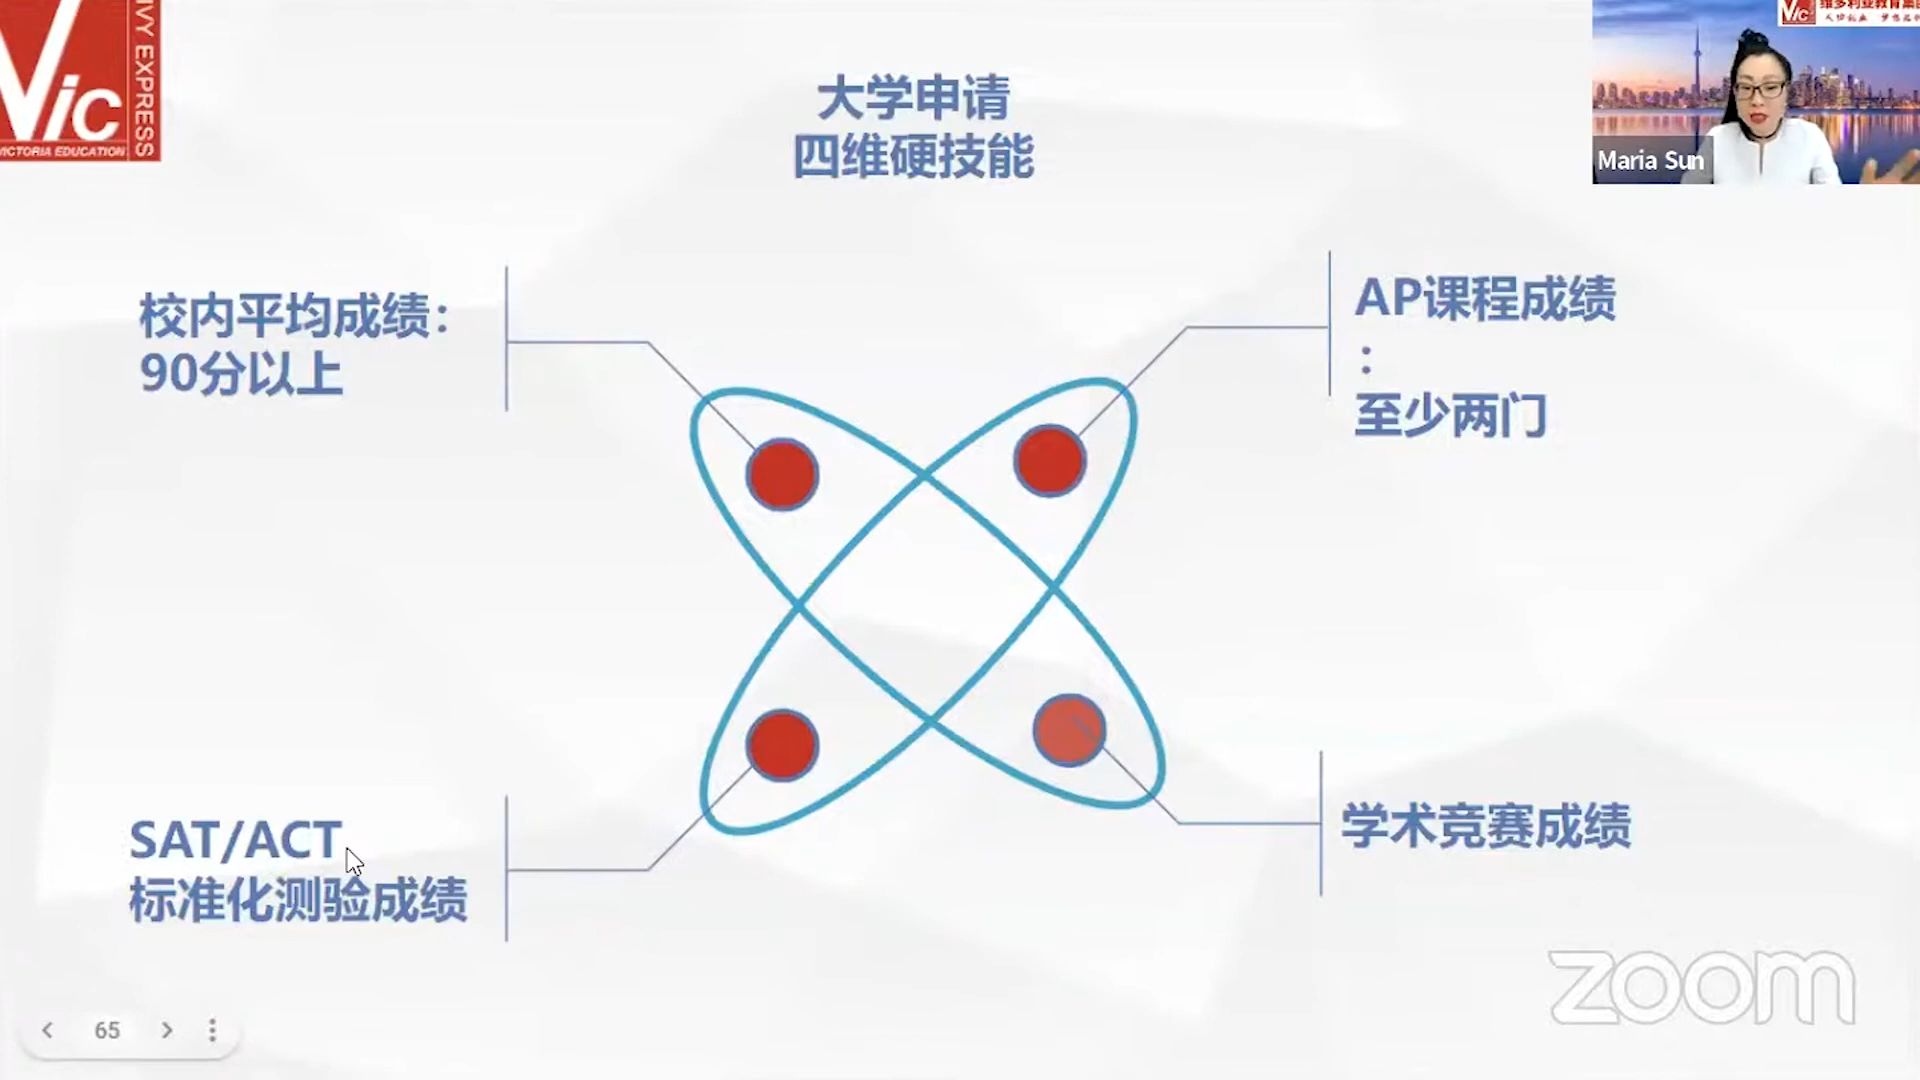 Vic
IVY EXPRESS
VICTORIA EDUCATION
大学申请
四维硬技能
Vic
Maria Sun
校内平均成绩：
90分以上
AP课程成绩
：
至少两门
SAT/ACT
标准化测验成绩
学术竞赛成绩
zoom
65